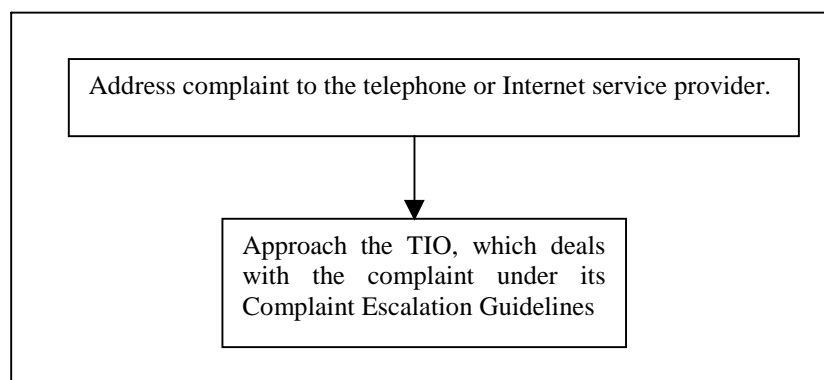 Address complaint to the telephone or Internet service provider.
Approach the TIO, which deals
with the complaint under its
Complaint Escalation Guidelines